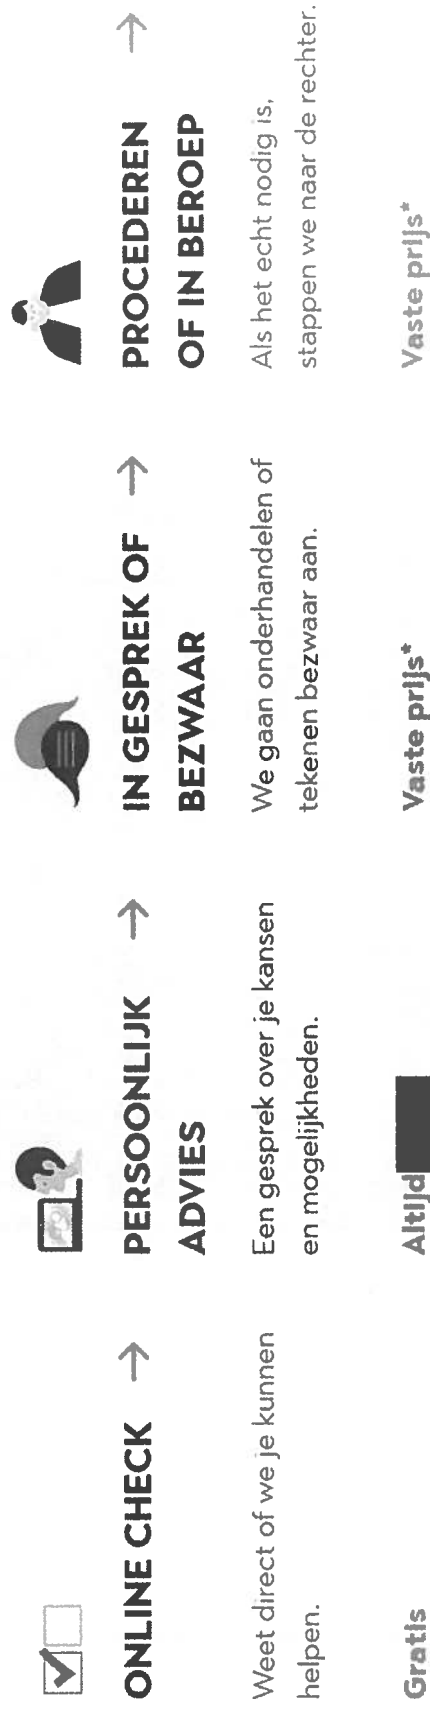 ONLINE CHECK →
Weet direct of we je kunnen
helpen.
Gratis
PERSOONLIJK →
ADVIES
Een gesprek over je kansen
en mogelijkheden.
Altijd
IN GESPREK OF →
BEZWAAR
We gaan onderhandelen of
tekenen bezwaar aan.
Vaste prijs*
PROCEDEREN →
OF IN BEROEP
Als het echt nodig is,
stappen we naar de rechter.
Vaste prijs*